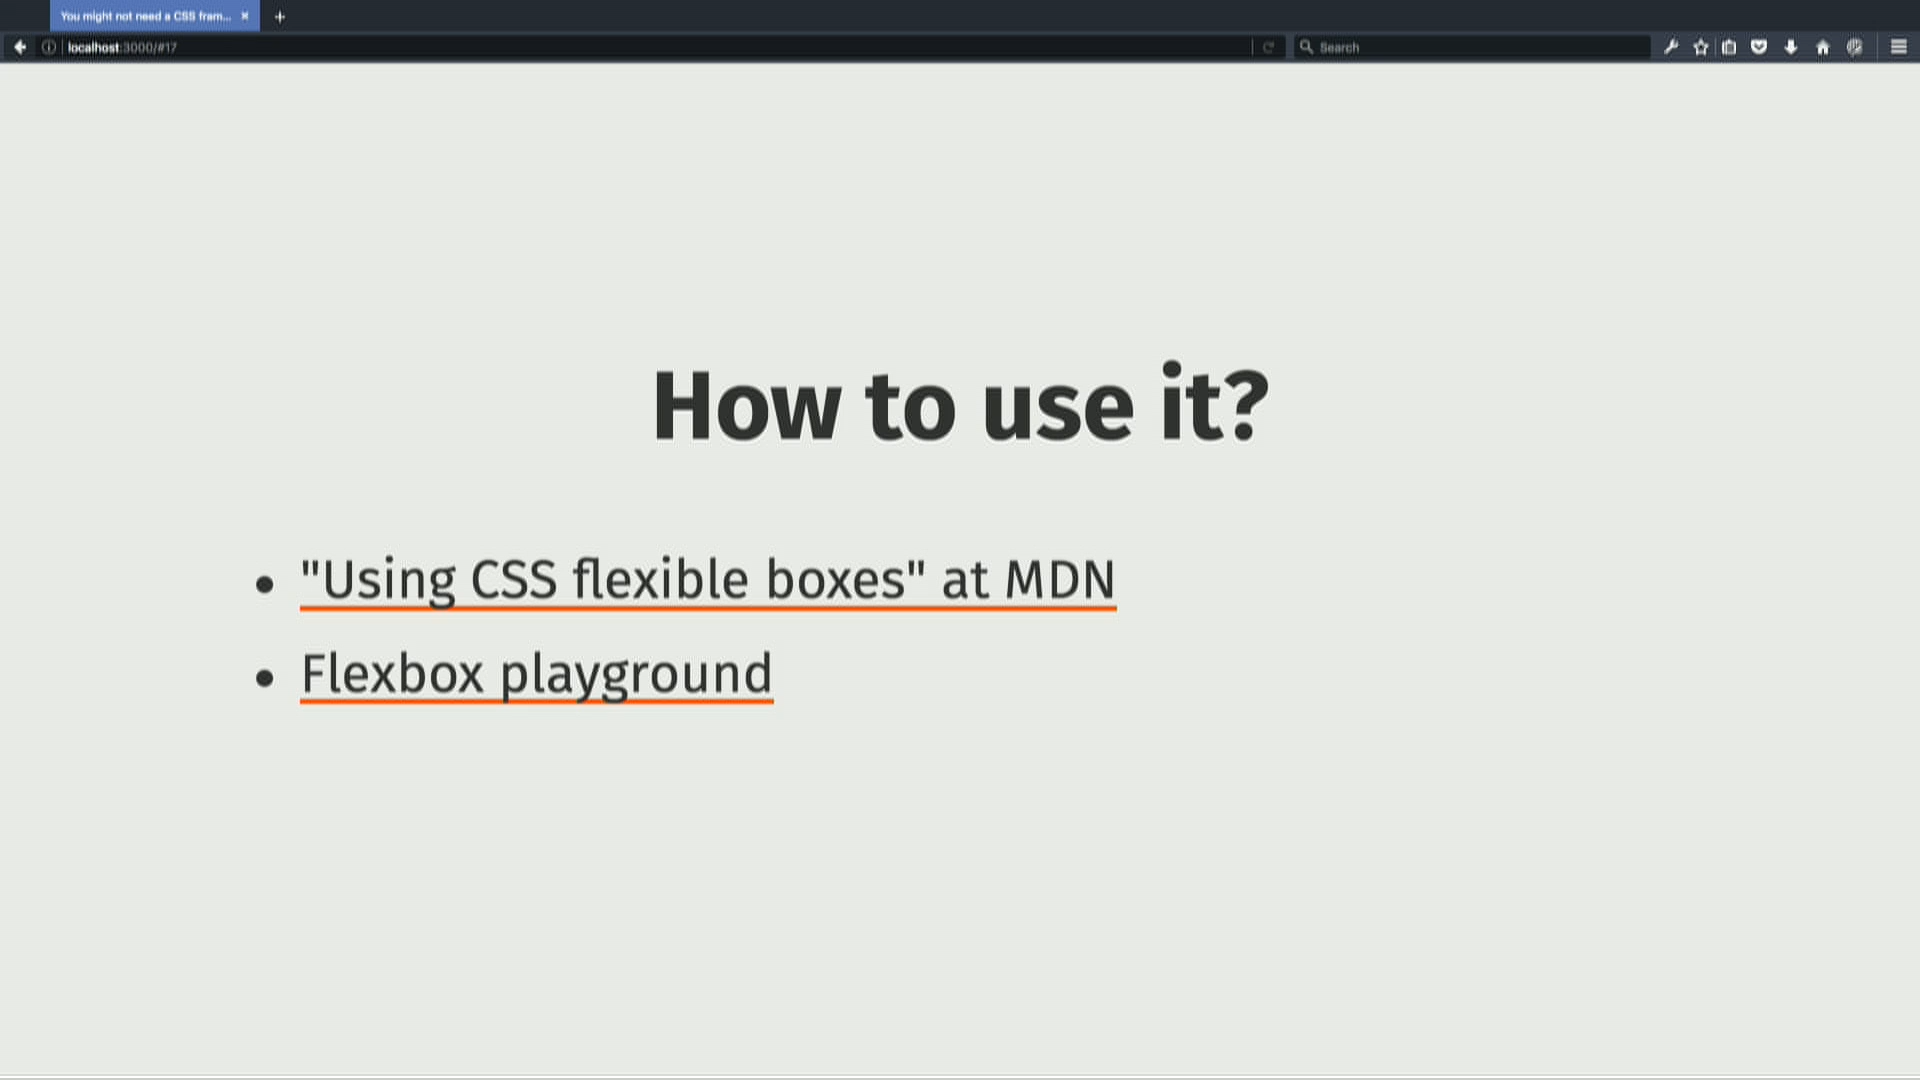 You might not need a CSS fram...
localhost:3000/#17
Search
How to use it?
"Using CSS flexible boxes" at MDN
Flexbox playground